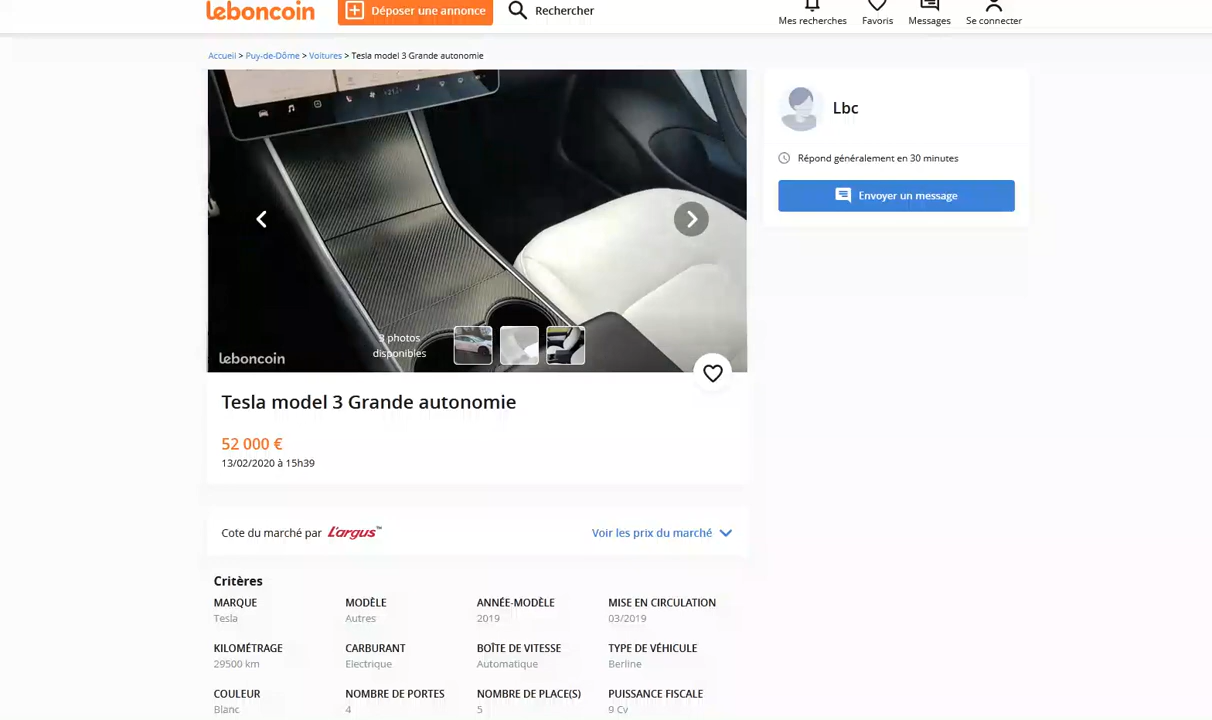 leboncoin
Déposer une annonce
Rechercher
Mes recherches
Favoris
Messages
Se connecter
Accueil > Puy-de-Dôme > Voitures > Tesla model 3 Grande autonomie
Lbc
Répond généralement en 30 minutes
Envoyer un message
3 photos
disponibles
leboncoin
Tesla model 3 Grande autonomie
52 000 €
13/02/2020 à 15h39
Cote du marché par L'argus™
Voir les prix du marché
Critères
MARQUE MODÈLE ANNÉE-MODÈLE MISE EN CIRCULATION
Tesla Autres 2019 03/2019
KILOMÉTRAGE CARBURANT BOÎTE DE VITESSE TYPE DE VÉHICULE
29500 km Electrique Automatique Berline
COULEUR NOMBRE DE PORTES NOMBRE DE PLACE(S) PUISSANCE FISCALE
Blanc 4 5 9 Cv